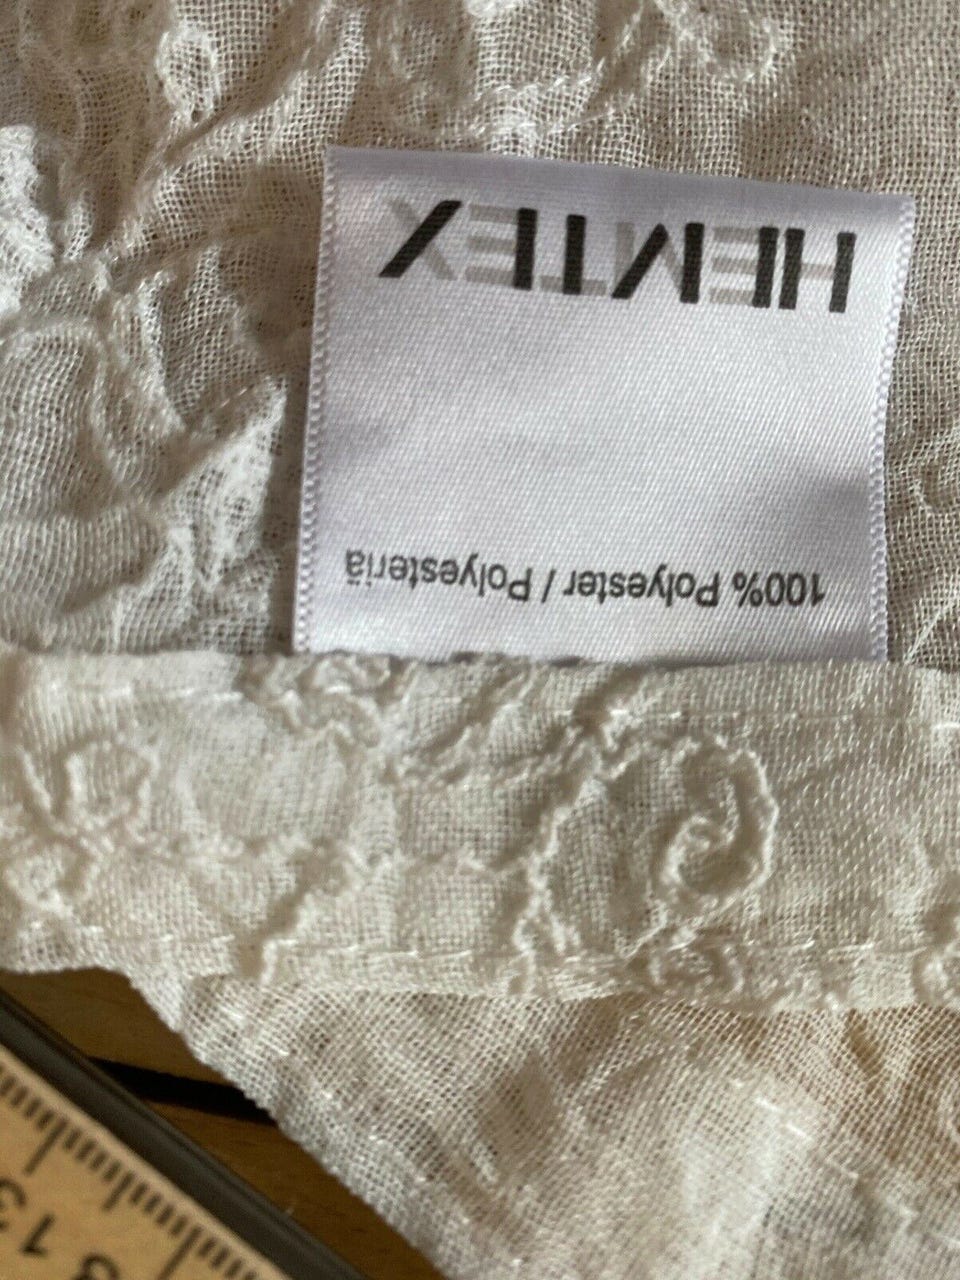 HEMTEX
100% Polyester / Polyesteriä